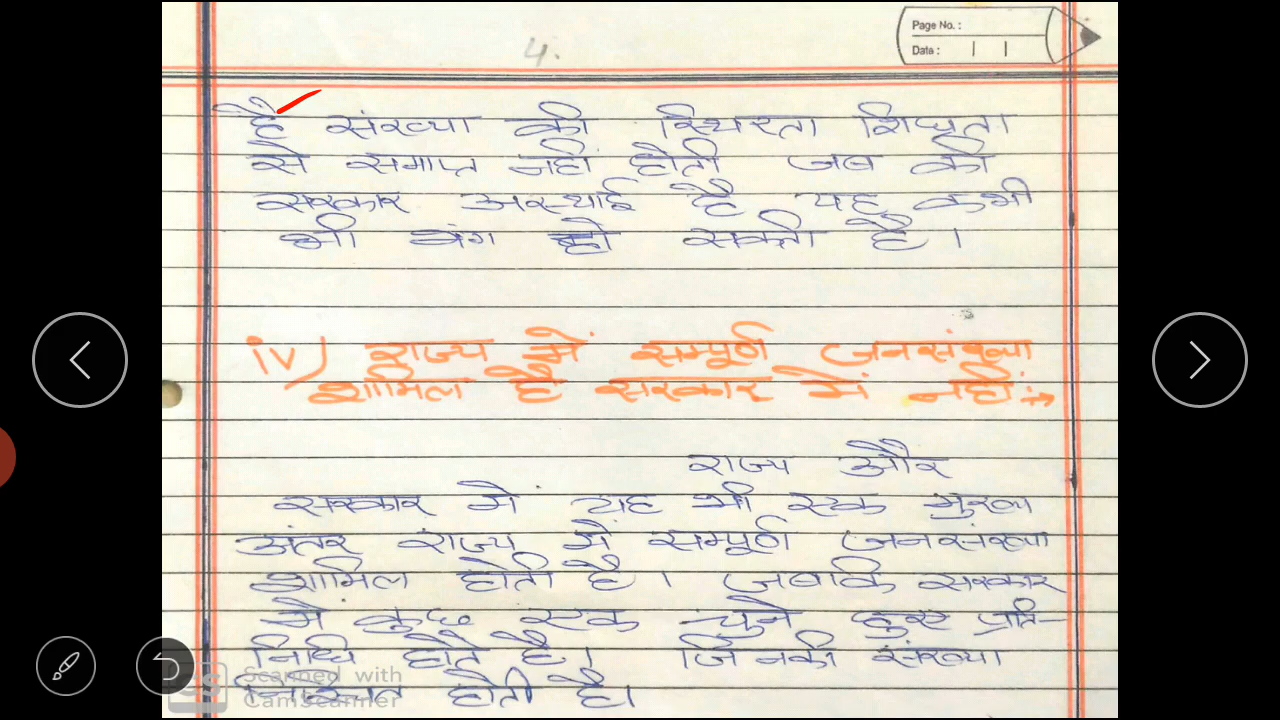 Page No. :
Date :
4.
है संख्या की स्थिरता शिघ्रता
से समाप्त नहीं होती जब की
सरकार अस्थाई है यह कभी
भी भंग हो सकती है ।
iv) राज्य में सम्पूर्ण जनसंख्या
शामिल है सरकार में नहीं :→
राज्य और
सरकार में यह भी एक मुख्य
अंतर राज्य में सम्पूर्ण जनसंख्या
शामिल होती है । जबकि सरकार
में कुछ एक चुने हुए प्रति-
निधि होते है। जिनकी संख्या
निश्चित होती है।
Scanned with
CamScanner
CS